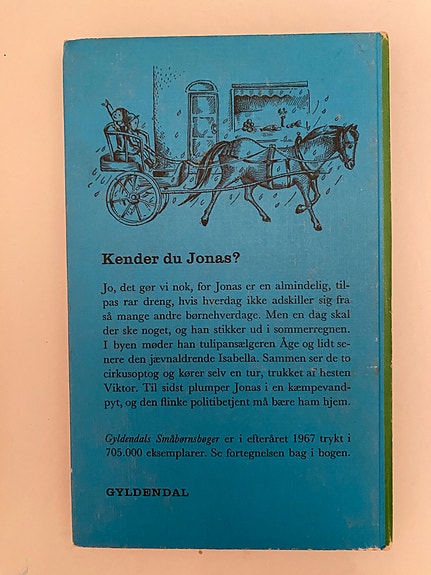 Kender du Jonas?
Jo, det gør vi nok, for Jonas er en almindelig, til-
pas rar dreng, hvis hverdag ikke adskiller sig fra
så mange andre børnehverdage. Men en dag skal
der ske noget, og han stikker ud i sommerregnen.
I byen møder han tulipansælgeren Åge og lidt se-
nere den jævnaldrende Isabella. Sammen ser de to
cirkusoptog og kører selv en tur, trukket af hesten
Viktor. Til sidst plumper Jonas i en kæmpevand-
pyt, og den flinke politibetjent må bære ham hjem.
Gyldendals Småbørnsbøger er i efteråret 1967 trykt i
705.000 eksemplarer. Se fortegnelsen bag i bogen.
GYLDENDAL